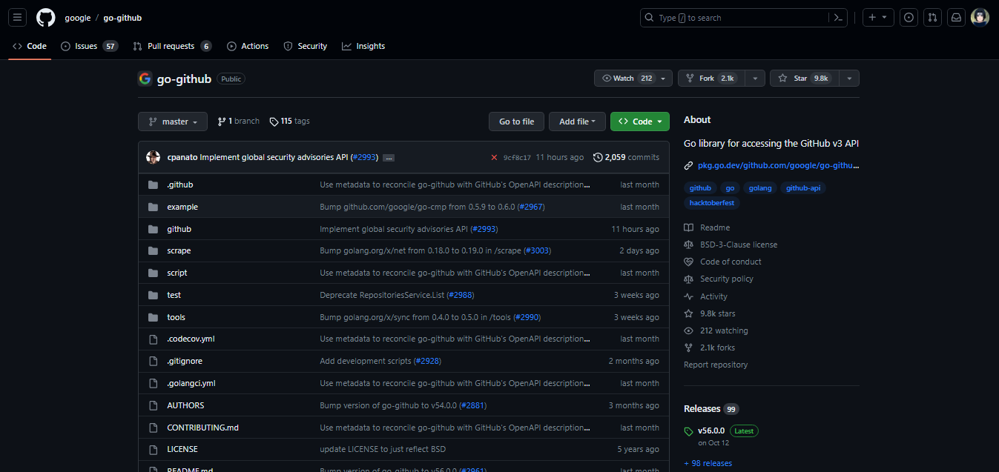 google / go-github
Type / to search
Code
Issues 57
Pull requests 6
Actions
Security
Insights
go-github Public
Watch 212
Fork 2.1k
Star 9.8k
master
1 branch
115 tags
Go to file
Add file
Code
cpanato Implement global security advisories API (#2993) ...
9cf8c17 11 hours ago
2,059 commits
.github Use metadata to reconcile go-github with GitHub's OpenAPI description... last month
example Bump github.com/google/go-cmp from 0.5.9 to 0.6.0 (#2967) last month
github Implement global security advisories API (#2993) 11 hours ago
scrape Bump golang.org/x/net from 0.18.0 to 0.19.0 in /scrape (#3003) 2 days ago
script Use metadata to reconcile go-github with GitHub's OpenAPI description... last month
test Deprecate RepositoriesService.List (#2988) 3 weeks ago
tools Bump golang.org/x/sync from 0.4.0 to 0.5.0 in /tools (#2990) 3 weeks ago
.codecov.yml Use metadata to reconcile go-github with GitHub's OpenAPI description... last month
.gitignore Add development scripts (#2928) 2 months ago
.golangci.yml Use metadata to reconcile go-github with GitHub's OpenAPI description... last month
AUTHORS Bump version of go-github to v54.0.0 (#2881) 3 months ago
CONTRIBUTING.md Use metadata to reconcile go-github with GitHub's OpenAPI description... last month
LICENSE update LICENSE to just reflect BSD 5 years ago
README.md Bump version of go-github to v56.0.0 (#2961) last month
About
Go library for accessing the GitHub v3 API
pkg.go.dev/github.com/google/go-githu...
github go golang github-api
hacktoberfest
Readme
BSD-3-Clause license
Code of conduct
Security policy
Activity
9.8k stars
212 watching
2.1k forks
Report repository
Releases 99
v56.0.0 Latest
on Oct 12
+ 98 releases